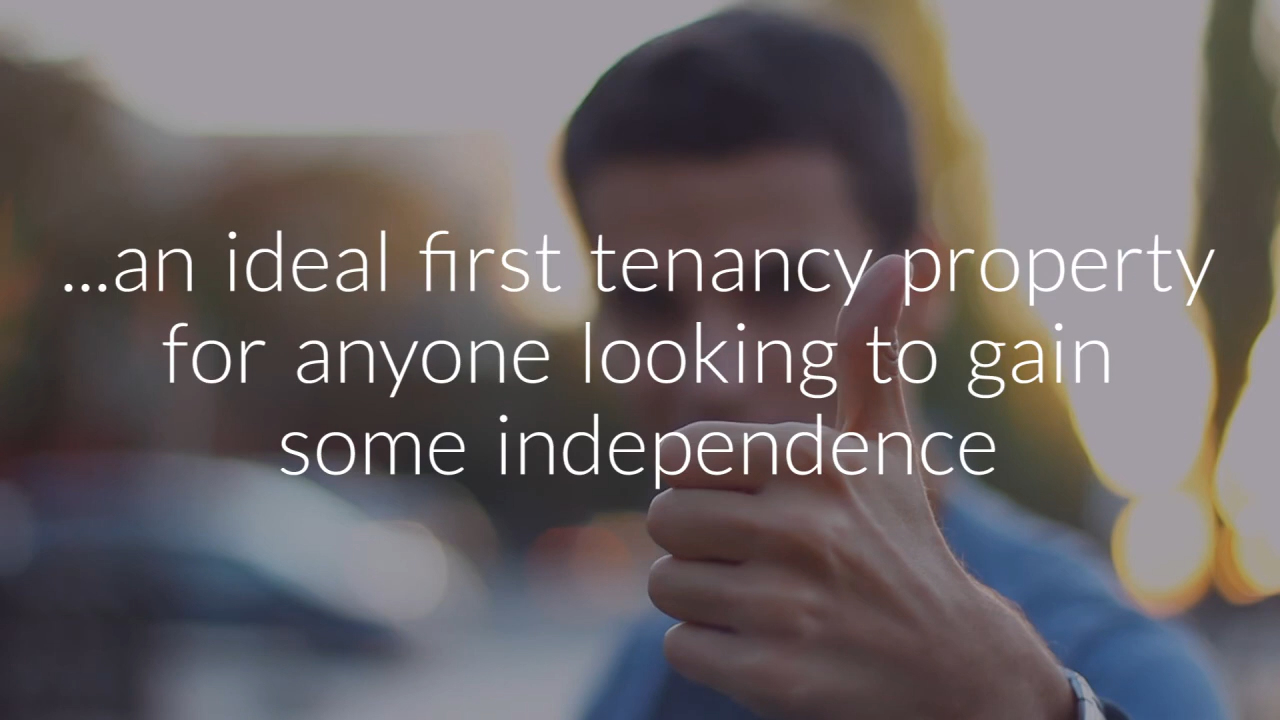 ...an ideal first tenancy property
for anyone looking to gain
some independence